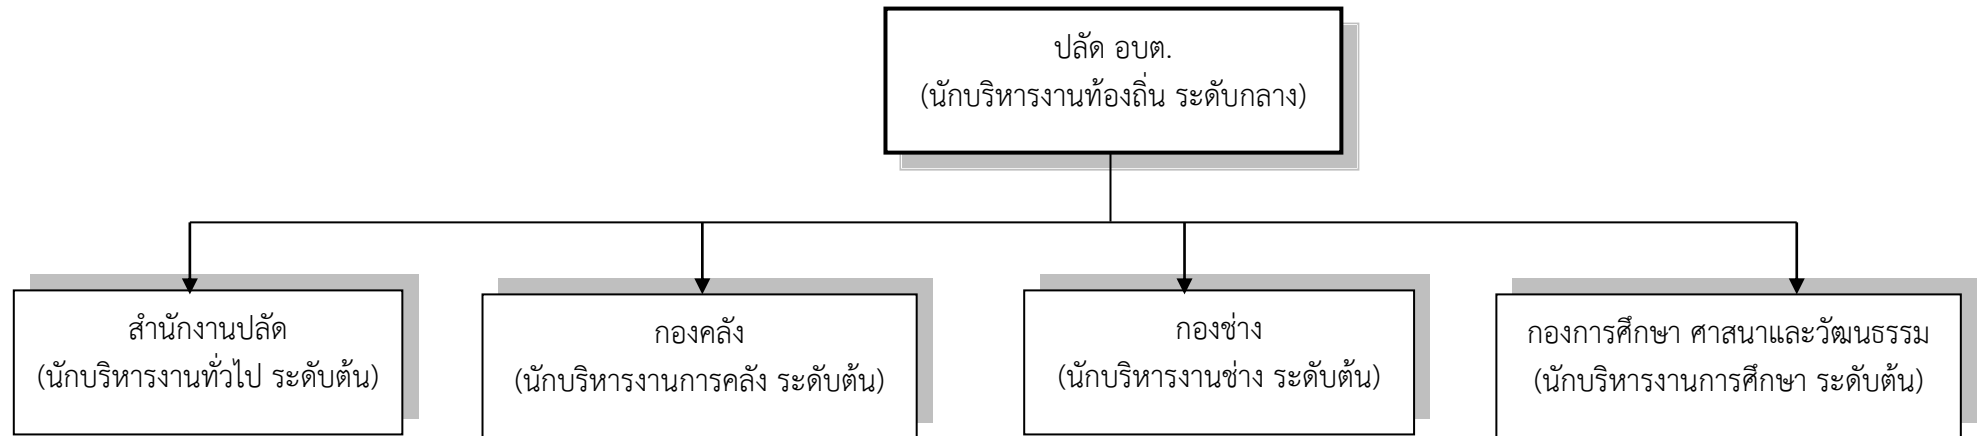 ปลัด อบต.
(นักบริหารงานท้องถิ่น ระดับกลาง)
สำนักงานปลัด
(นักบริหารงานทั่วไป ระดับต้น)
กองคลัง
(นักบริหารงานการคลัง ระดับต้น)
กองช่าง
(นักบริหารงานช่าง ระดับต้น)
กองการศึกษา ศาสนาและวัฒนธรรม
(นักบริหารงานการศึกษา ระดับต้น)